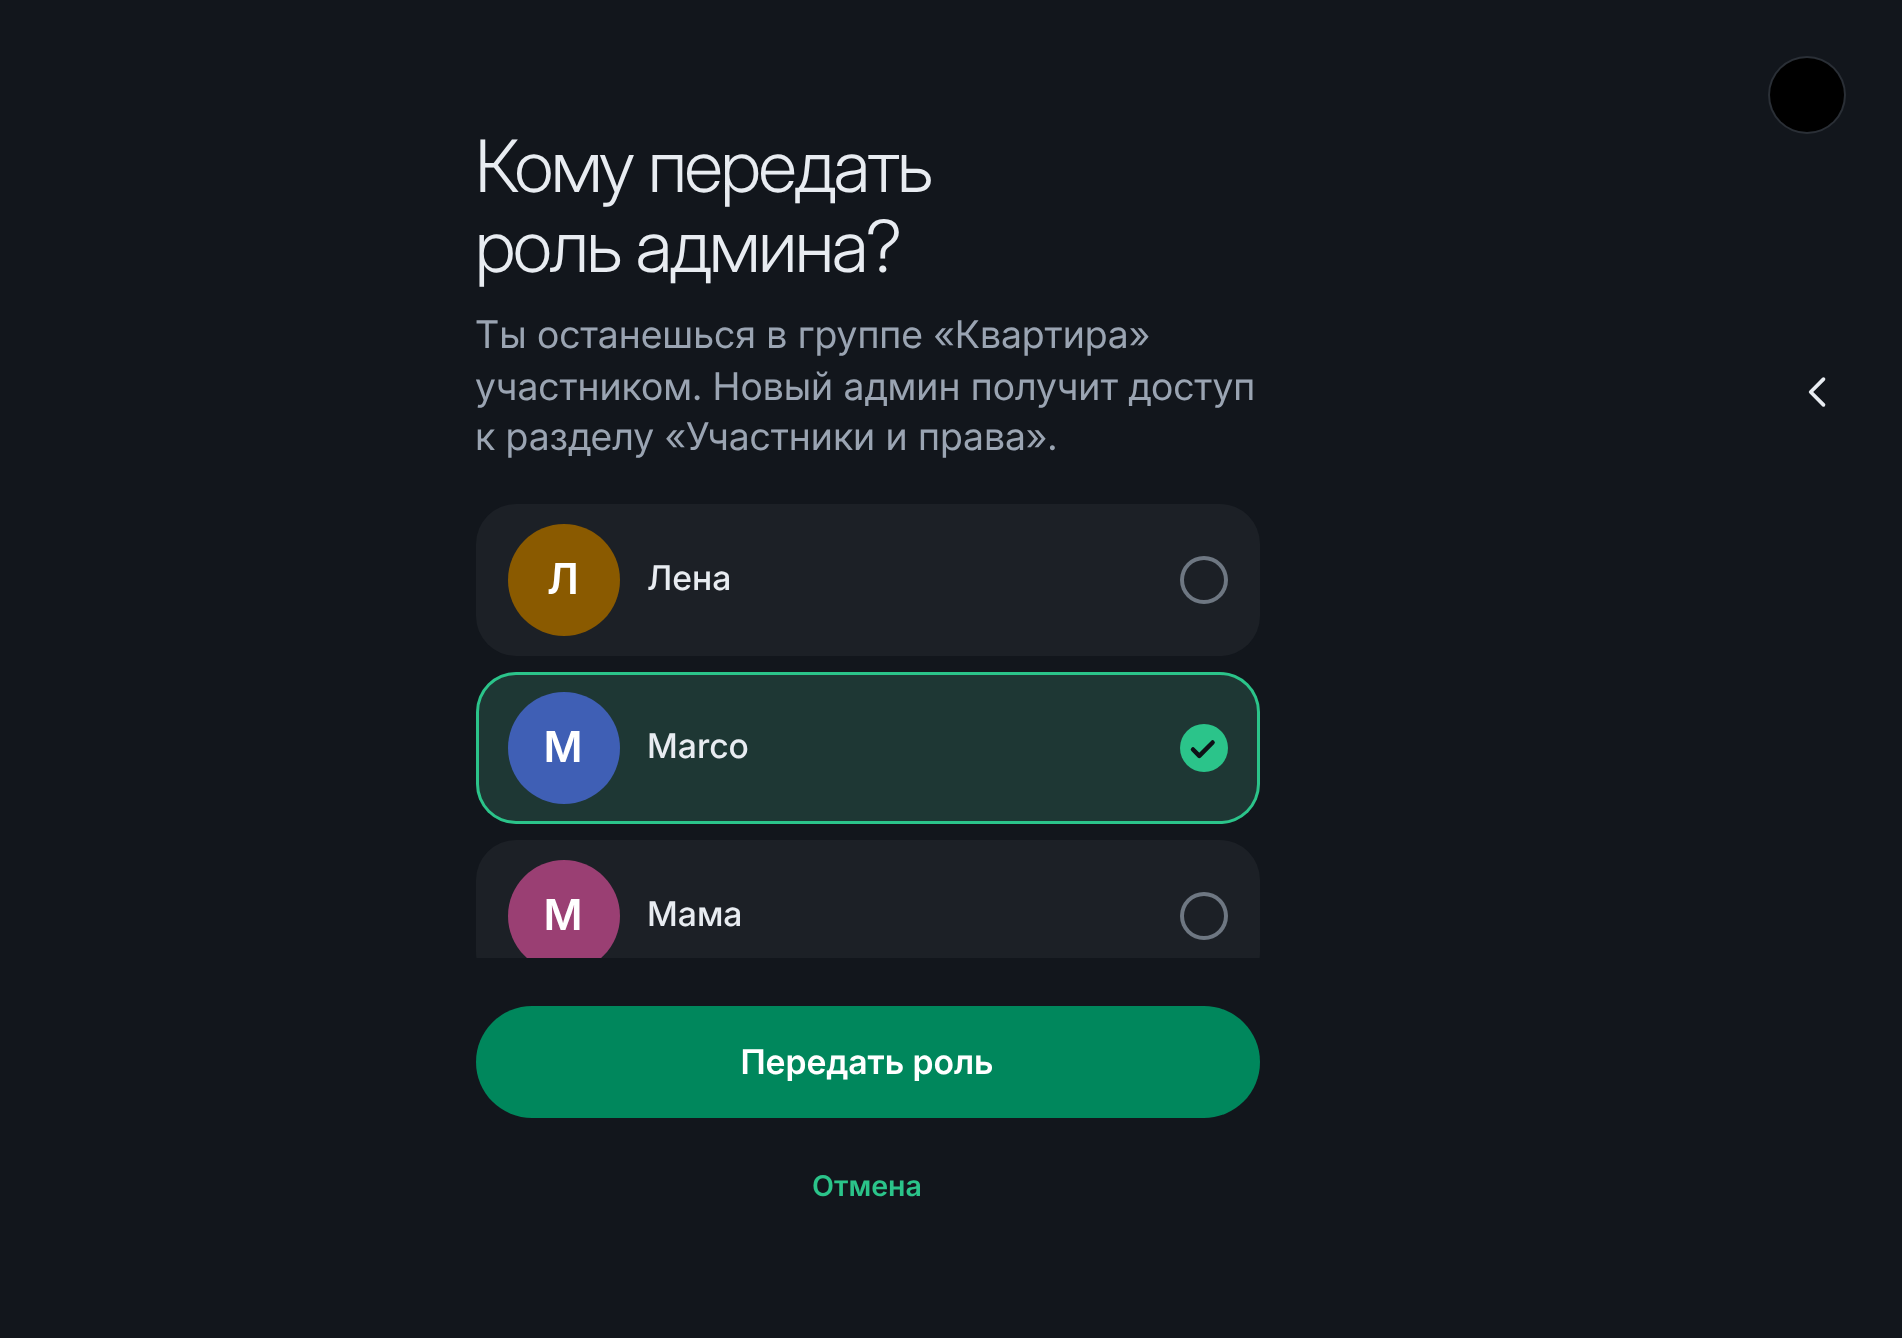 Кому передать
роль админа?
Ты останешься в группе «Квартира»
участником. Новый админ получит доступ
к разделу «Участники и права».
Л Лена
M Marco
М Мама
Передать роль
Отмена